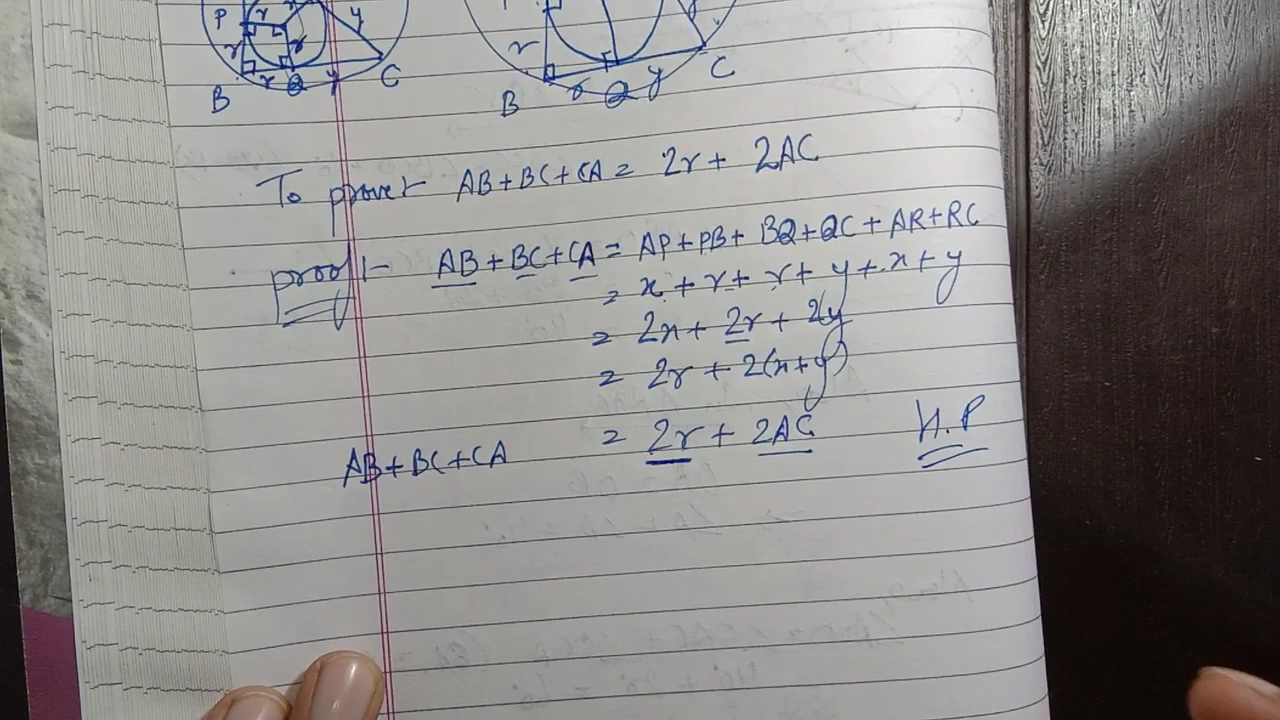 P r x y
r r
B r Q y C
r
B r Q y C
To prove:- AB+BC+CA = 2r + 2AC
proof:- AB+BC+CA = AP+PB+ BQ+QC+AR+RC
= x + r + r + y + x + y
= 2x + 2r + 2y
= 2r + 2(x+y)
AB+BC+CA = 2r + 2AC H.P